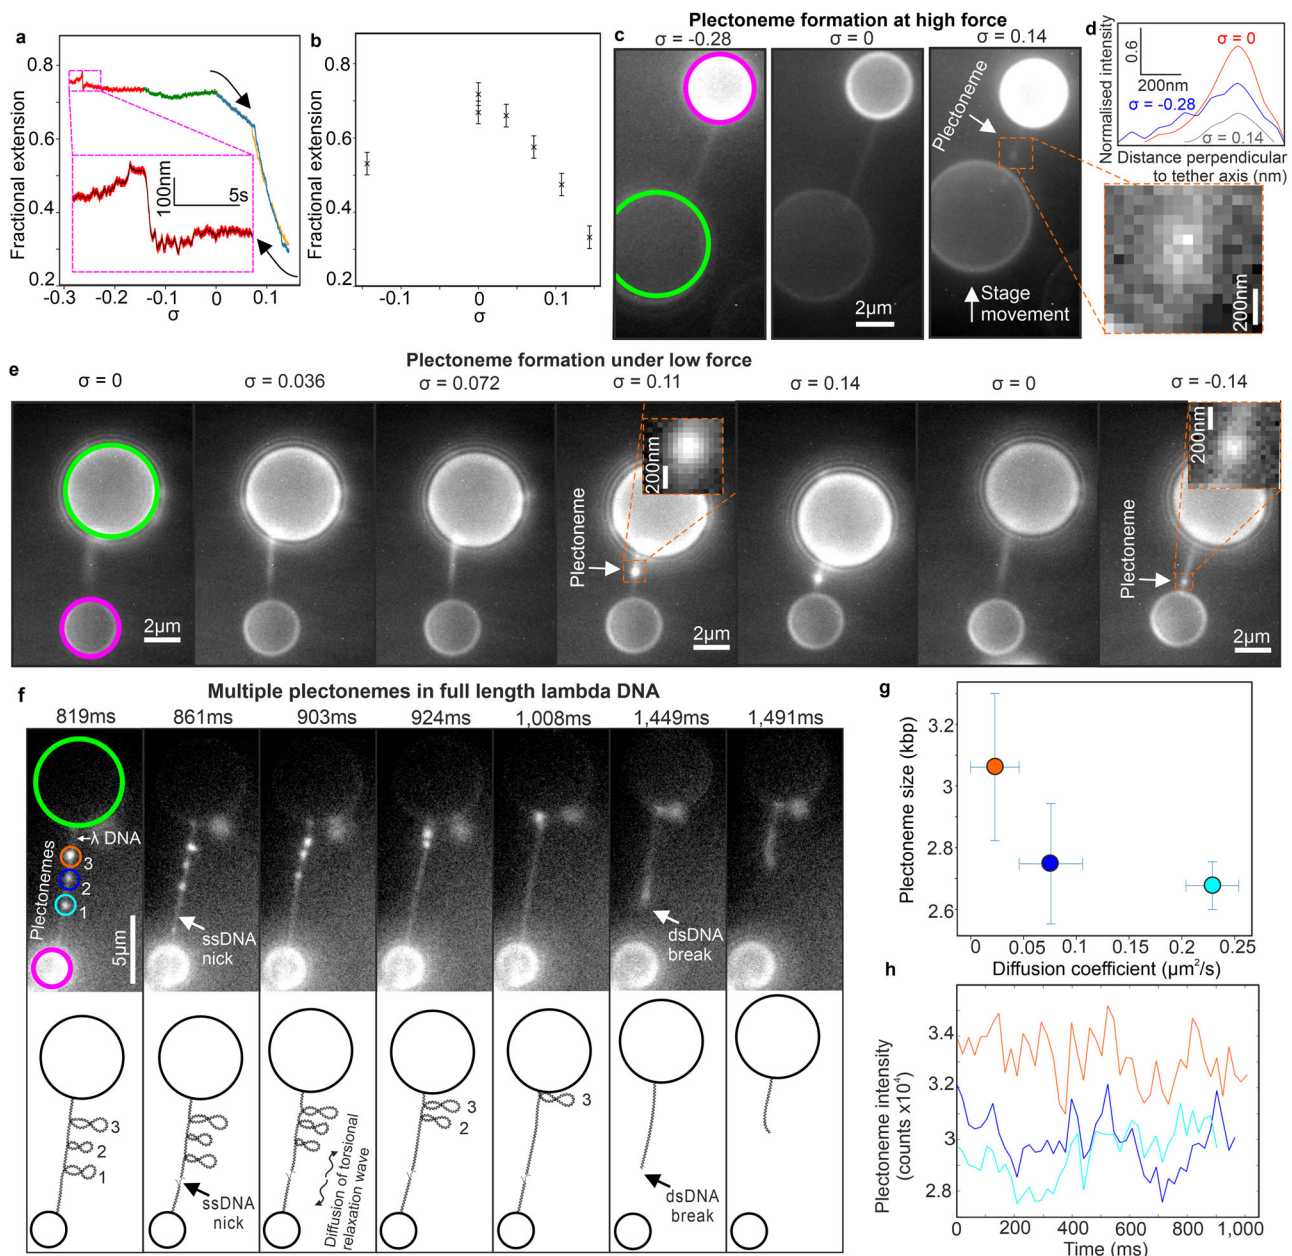 a
Fractional extension
0.8
0.6
0.4
0.2
-0.3
-0.2
-0.1
0
0.1
σ
100nm
5s
b
Fractional extension
0.8
0.6
0.4
0.2
-0.1
0
0.1
σ
Plectoneme formation at high force
c
σ = -0.28
σ = 0
σ = 0.14
Plectoneme
2µm
Stage
movement
d
Normalised intensity
0.6
200nm
σ = 0
σ = -0.28
σ = 0.14
Distance perpendicular
to tether axis (nm)
200nm
Plectoneme formation under low force
e
σ = 0
σ = 0.036
σ = 0.072
σ = 0.11
σ = 0.14
σ = 0
σ = -0.14
2µm
Plectoneme
200nm
2µm
Plectoneme
200nm
2µm
f
Multiple plectonemes in full length lambda DNA
819ms
861ms
903ms
924ms
1,008ms
1,449ms
1,491ms
λ DNA
Plectonemes
3
2
1
5µm
ssDNA
nick
dsDNA
break
3
2
1
ssDNA
nick
Diffusion of torsional
relaxation wave
3
2
3
dsDNA
break
g
Plectoneme size (kbp)
3.2
3
2.8
2.6
0
0.05
0.1
0.15
0.2
0.25
Diffusion coefficient (µm²/s)
h
Plectoneme intensity
(counts x10⁴)
3.4
3.2
3
2.8
0
200
400
600
800
1,000
Time (ms)